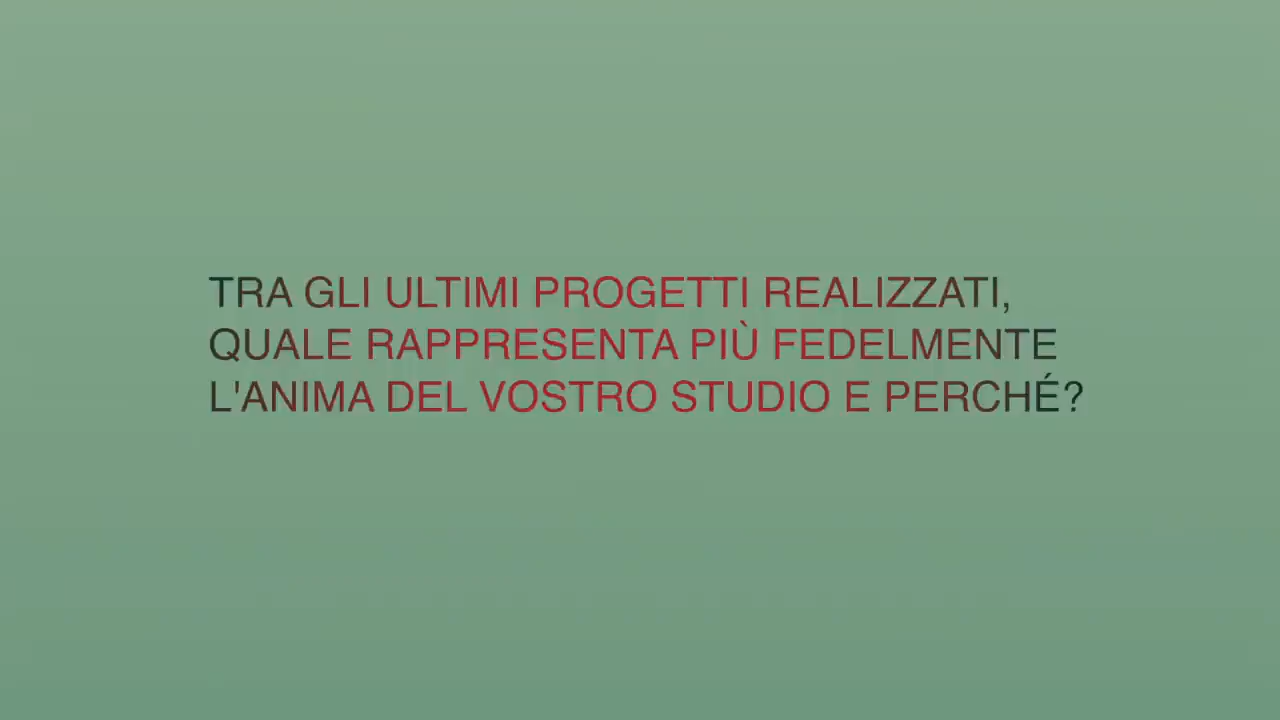 TRA GLI ULTIMI PROGETTI REALIZZATI,
QUALE RAPPRESENTA PIÙ FEDELMENTE
L'ANIMA DEL VOSTRO STUDIO E PERCHÉ?